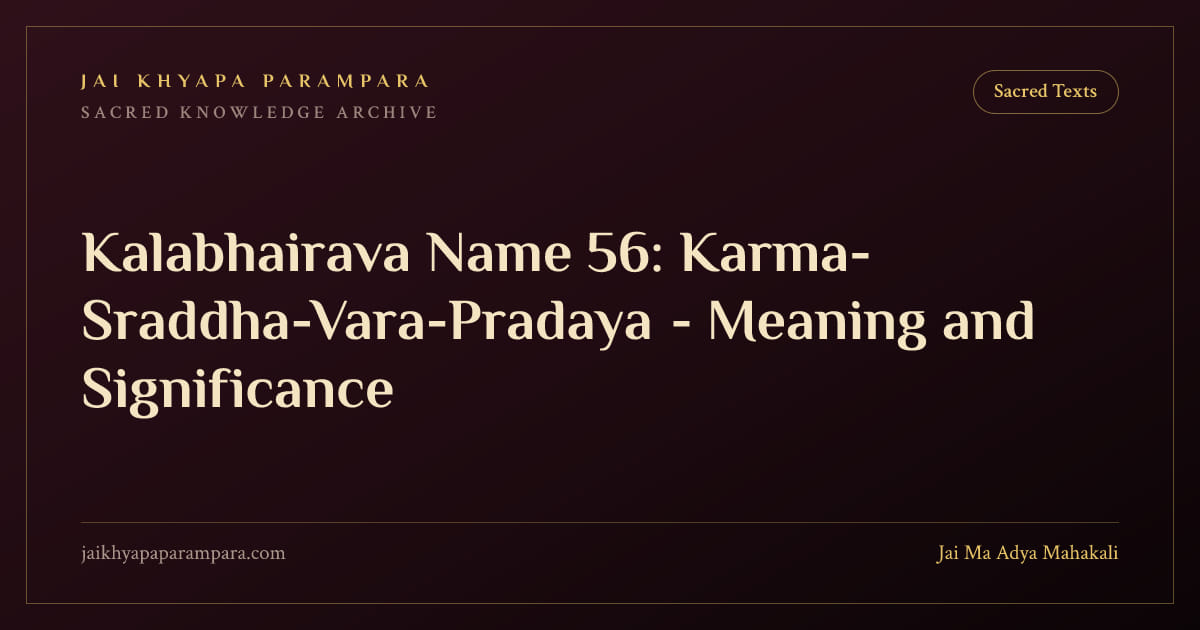 JAI KHYAPA PARAMPARA
SACRED KNOWLEDGE ARCHIVE
Sacred Texts
Kalabhairava Name 56: Karma-
Sraddha-Vara-Pradaya - Meaning and
Significance
jaikhyapaparampara.com
Jai Ma Adya Mahakali